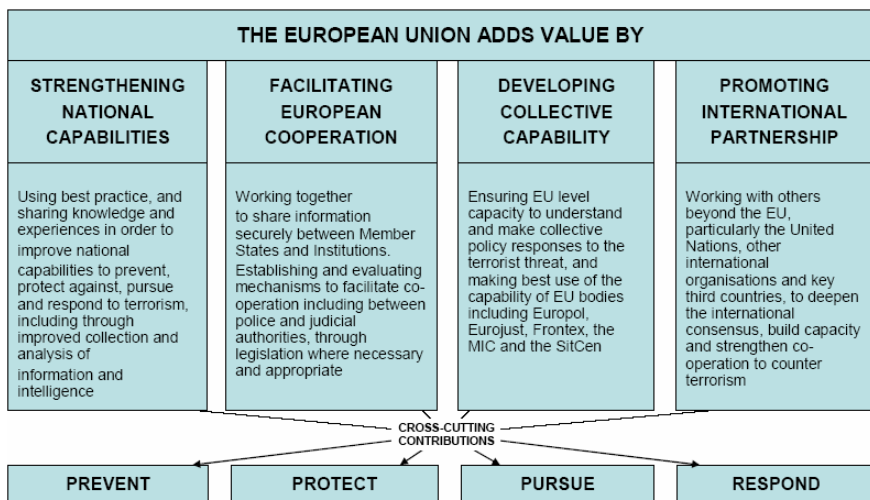 THE EUROPEAN UNION ADDS VALUE BY
STRENGTHENING
NATIONAL
CAPABILITIES
FACILITATING
EUROPEAN
COOPERATION
DEVELOPING
COLLECTIVE
CAPABILITY
PROMOTING
INTERNATIONAL
PARTNERSHIP
Using best practice, and
sharing knowledge and
experiences in order to
improve national
capabilities to prevent,
protect against, pursue
and respond to terrorism,
including through
improved collection and
analysis of
information and
intelligence
Working together
to share information
securely between Member
States and Institutions.
Establishing and evaluating
mechanisms to facilitate co-
operation including between
police and judicial
authorities, through
legislation where necessary
and appropriate
Ensuring EU level
capacity to understand
and make collective
policy responses to the
terrorist threat, and
making best use of the
capability of EU bodies
including Europol,
Eurojust, Frontex, the
MIC and the SitCen
Working with others
beyond the EU,
particularly the United
Nations, other
international
organisations and key
third countries, to deepen
the international
consensus, build capacity
and strengthen co-
operation to counter
terrorism
CROSS-CUTTING
CONTRIBUTIONS
PREVENT
PROTECT
PURSUE
RESPOND